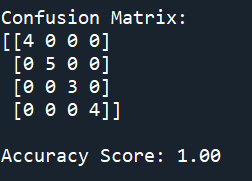 Confusion Matrix:
[[4 0 0 0]
 [0 5 0 0]
 [0 0 3 0]
 [0 0 0 4]]

Accuracy Score: 1.00